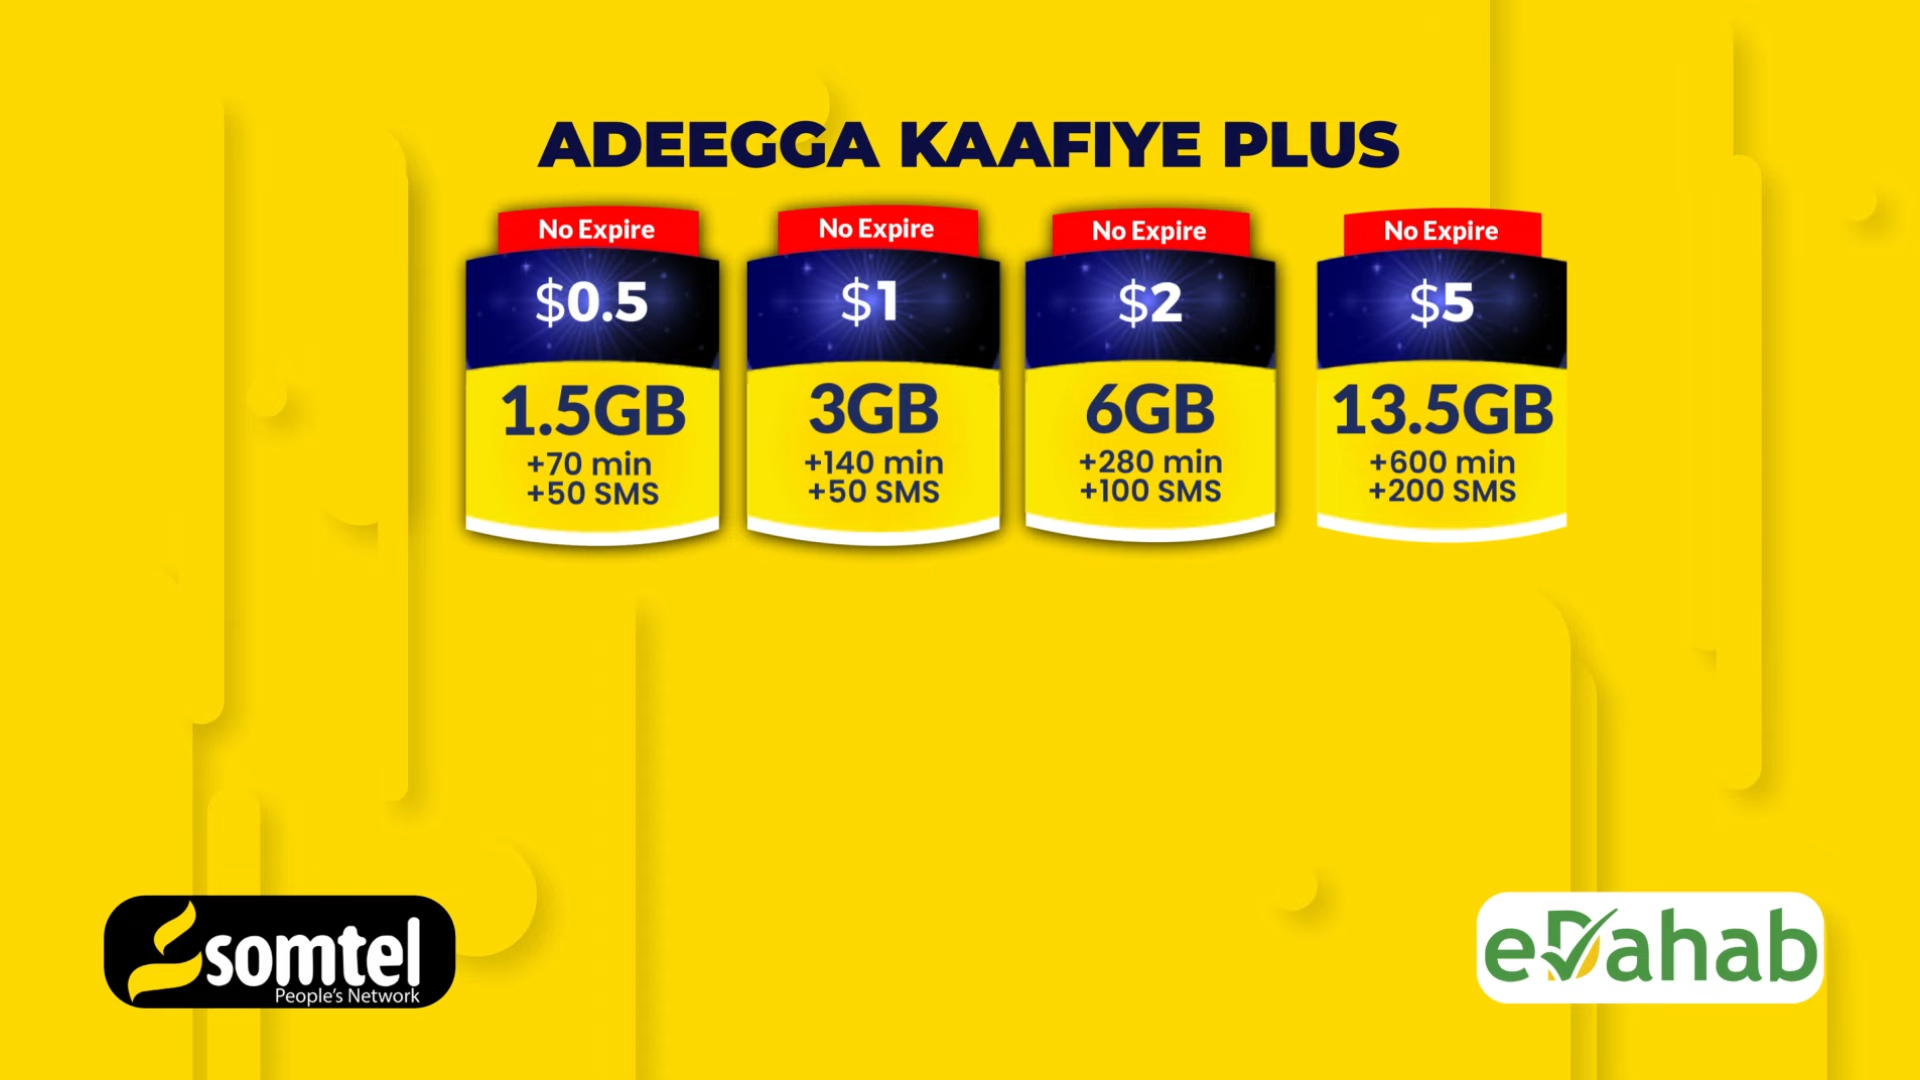 ADEEGGA KAAFIYE PLUS
No Expire
$0.5
1.5GB
+70 min
+50 SMS
No Expire
$1
3GB
+140 min
+50 SMS
No Expire
$2
6GB
+280 min
+100 SMS
No Expire
$5
13.5GB
+600 min
+200 SMS
somtel
People's Network
eDahab